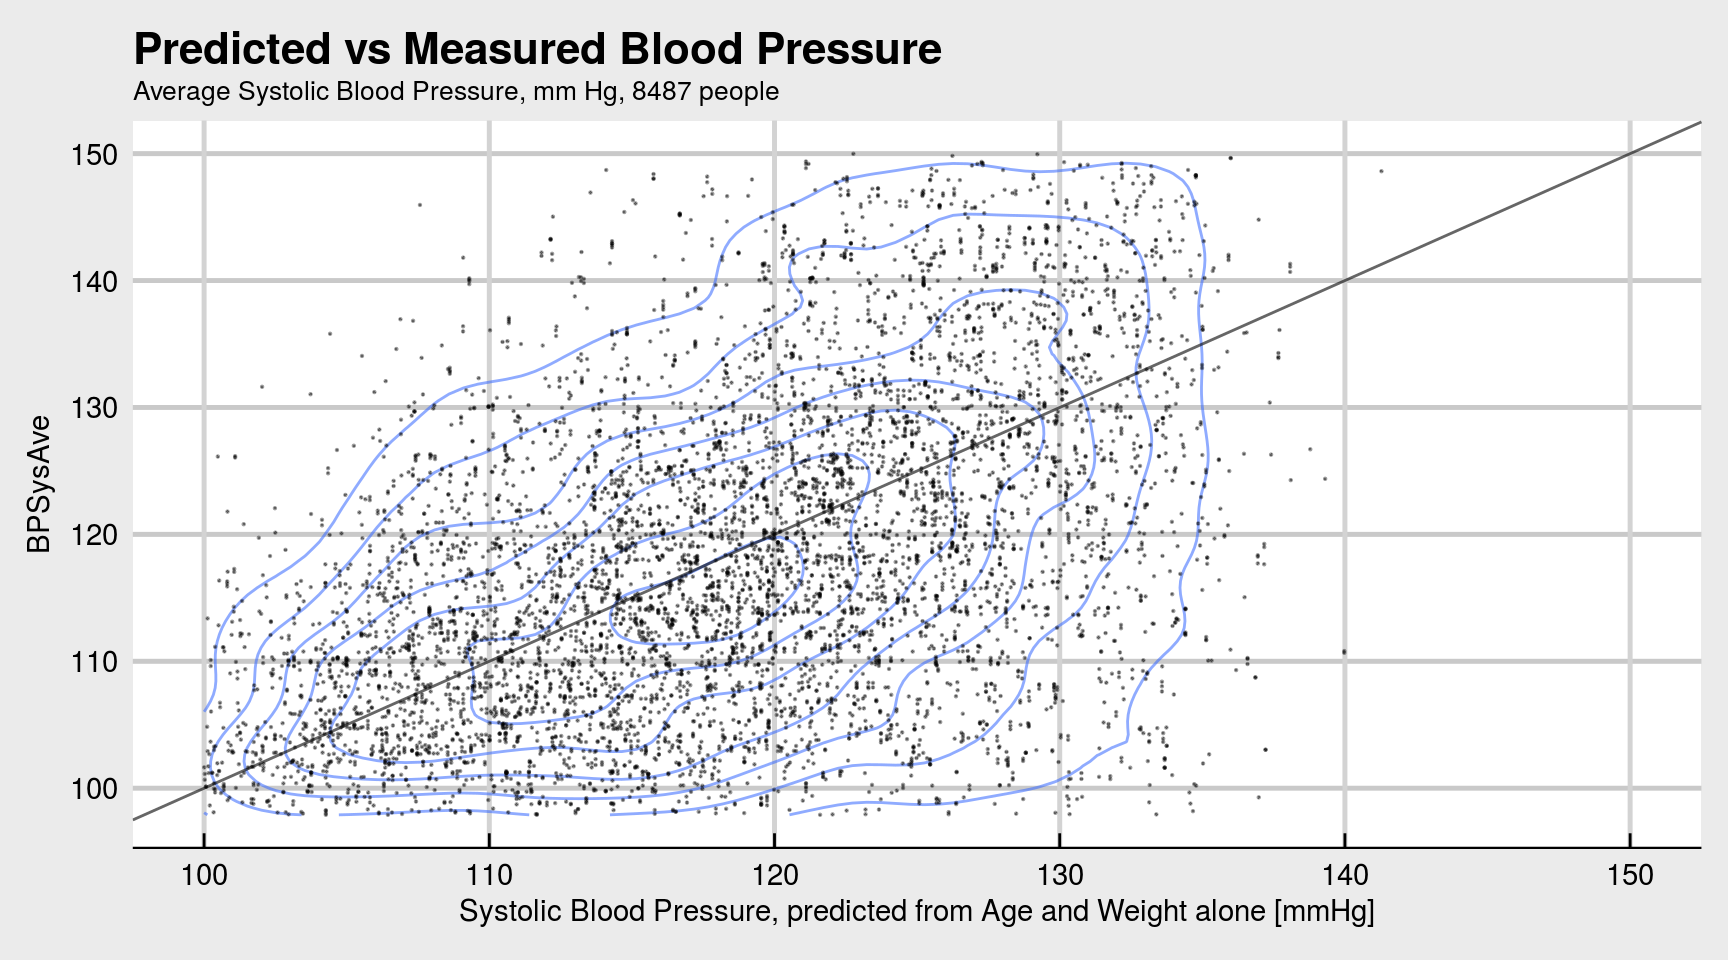 Predicted vs Measured Blood Pressure
Average Systolic Blood Pressure, mm Hg, 8487 people
BPSysAve
150
140
130
120
110
100
100 110 120 130 140 150
Systolic Blood Pressure, predicted from Age and Weight alone [mmHg]